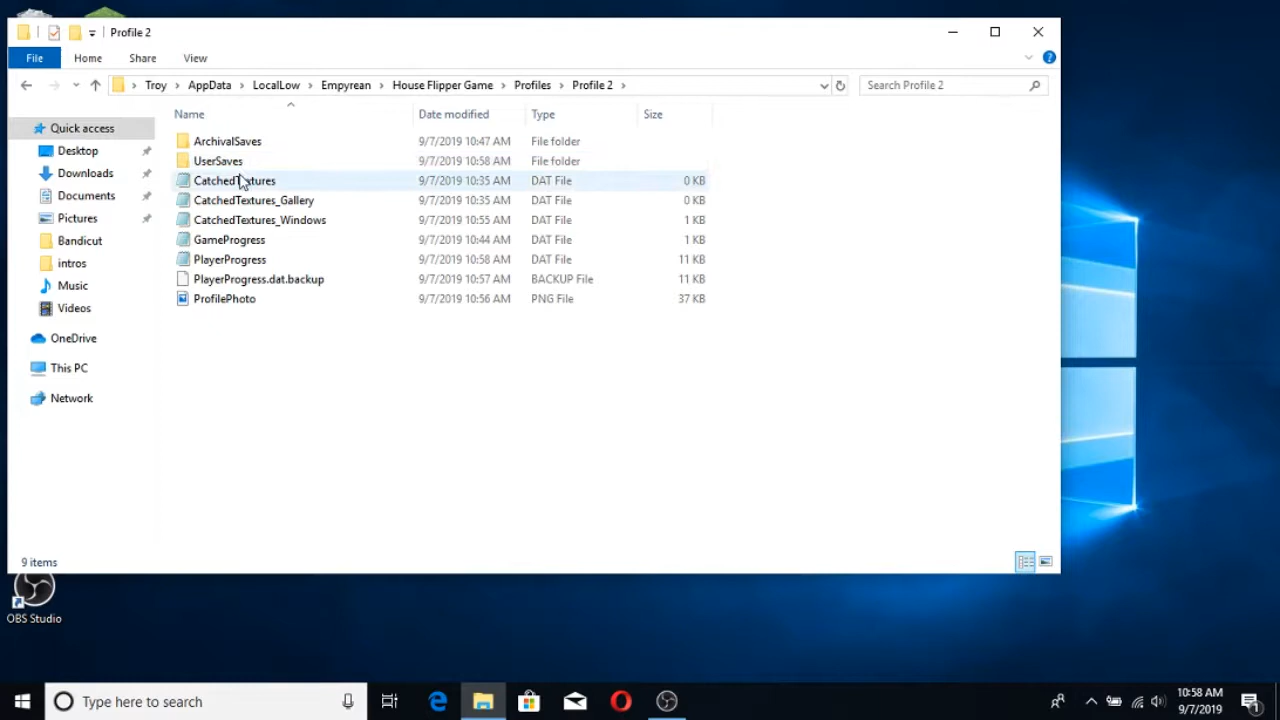 Profile 2
File Home Share View
Troy AppData LocalLow Empyrean House Flipper Game Profiles Profile 2
Search Profile 2
Name Date modified Type Size
Quick access
Desktop
Downloads
Documents
Pictures
Bandicut
intros
Music
Videos
OneDrive
This PC
Network
ArchivalSaves 9/7/2019 10:47 AM File folder
UserSaves 9/7/2019 10:58 AM File folder
CatchedTextures 9/7/2019 10:35 AM DAT File 0 KB
CatchedTextures_Gallery 9/7/2019 10:35 AM DAT File 0 KB
CatchedTextures_Windows 9/7/2019 10:55 AM DAT File 1 KB
GameProgress 9/7/2019 10:44 AM DAT File 1 KB
PlayerProgress 9/7/2019 10:58 AM DAT File 11 KB
PlayerProgress.dat.backup 9/7/2019 10:57 AM BACKUP File 11 KB
ProfilePhoto 9/7/2019 10:56 AM PNG File 37 KB
9 items
OBS Studio
Type here to search
10:58 AM
9/7/2019
1